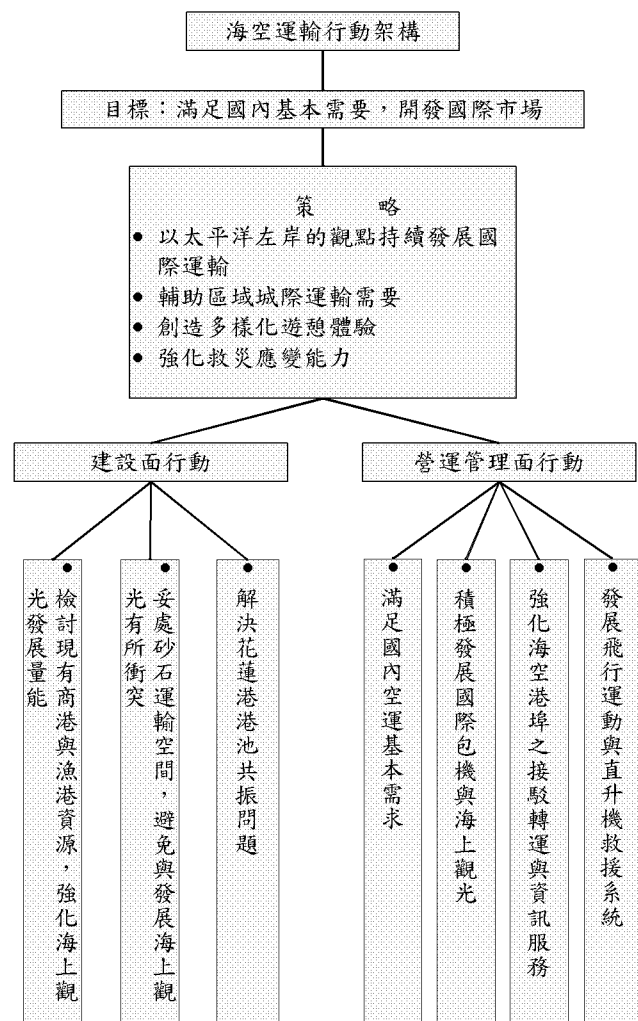 海空運輸行動架構
目標：滿足國內基本需要，開發國際市場
策　　略
● 以太平洋左岸的觀點持續發展國
際運輸
● 輔助區域城際運輸需要
● 創造多樣化遊憩體驗
● 強化救災應變能力
建設面行動
營運管理面行動
● 檢討現有商港與漁港資源，強化海上觀
光發展量能
● 妥處砂石運輸空間，避免與發展海上觀
光有所衝突
● 解決花蓮港港池共振問題
● 滿足國內空運基本需求
● 積極發展國際包機與海上觀光
● 強化海空港埠之接駁轉運與資訊服務
● 發展飛行運動與直升機救援系統